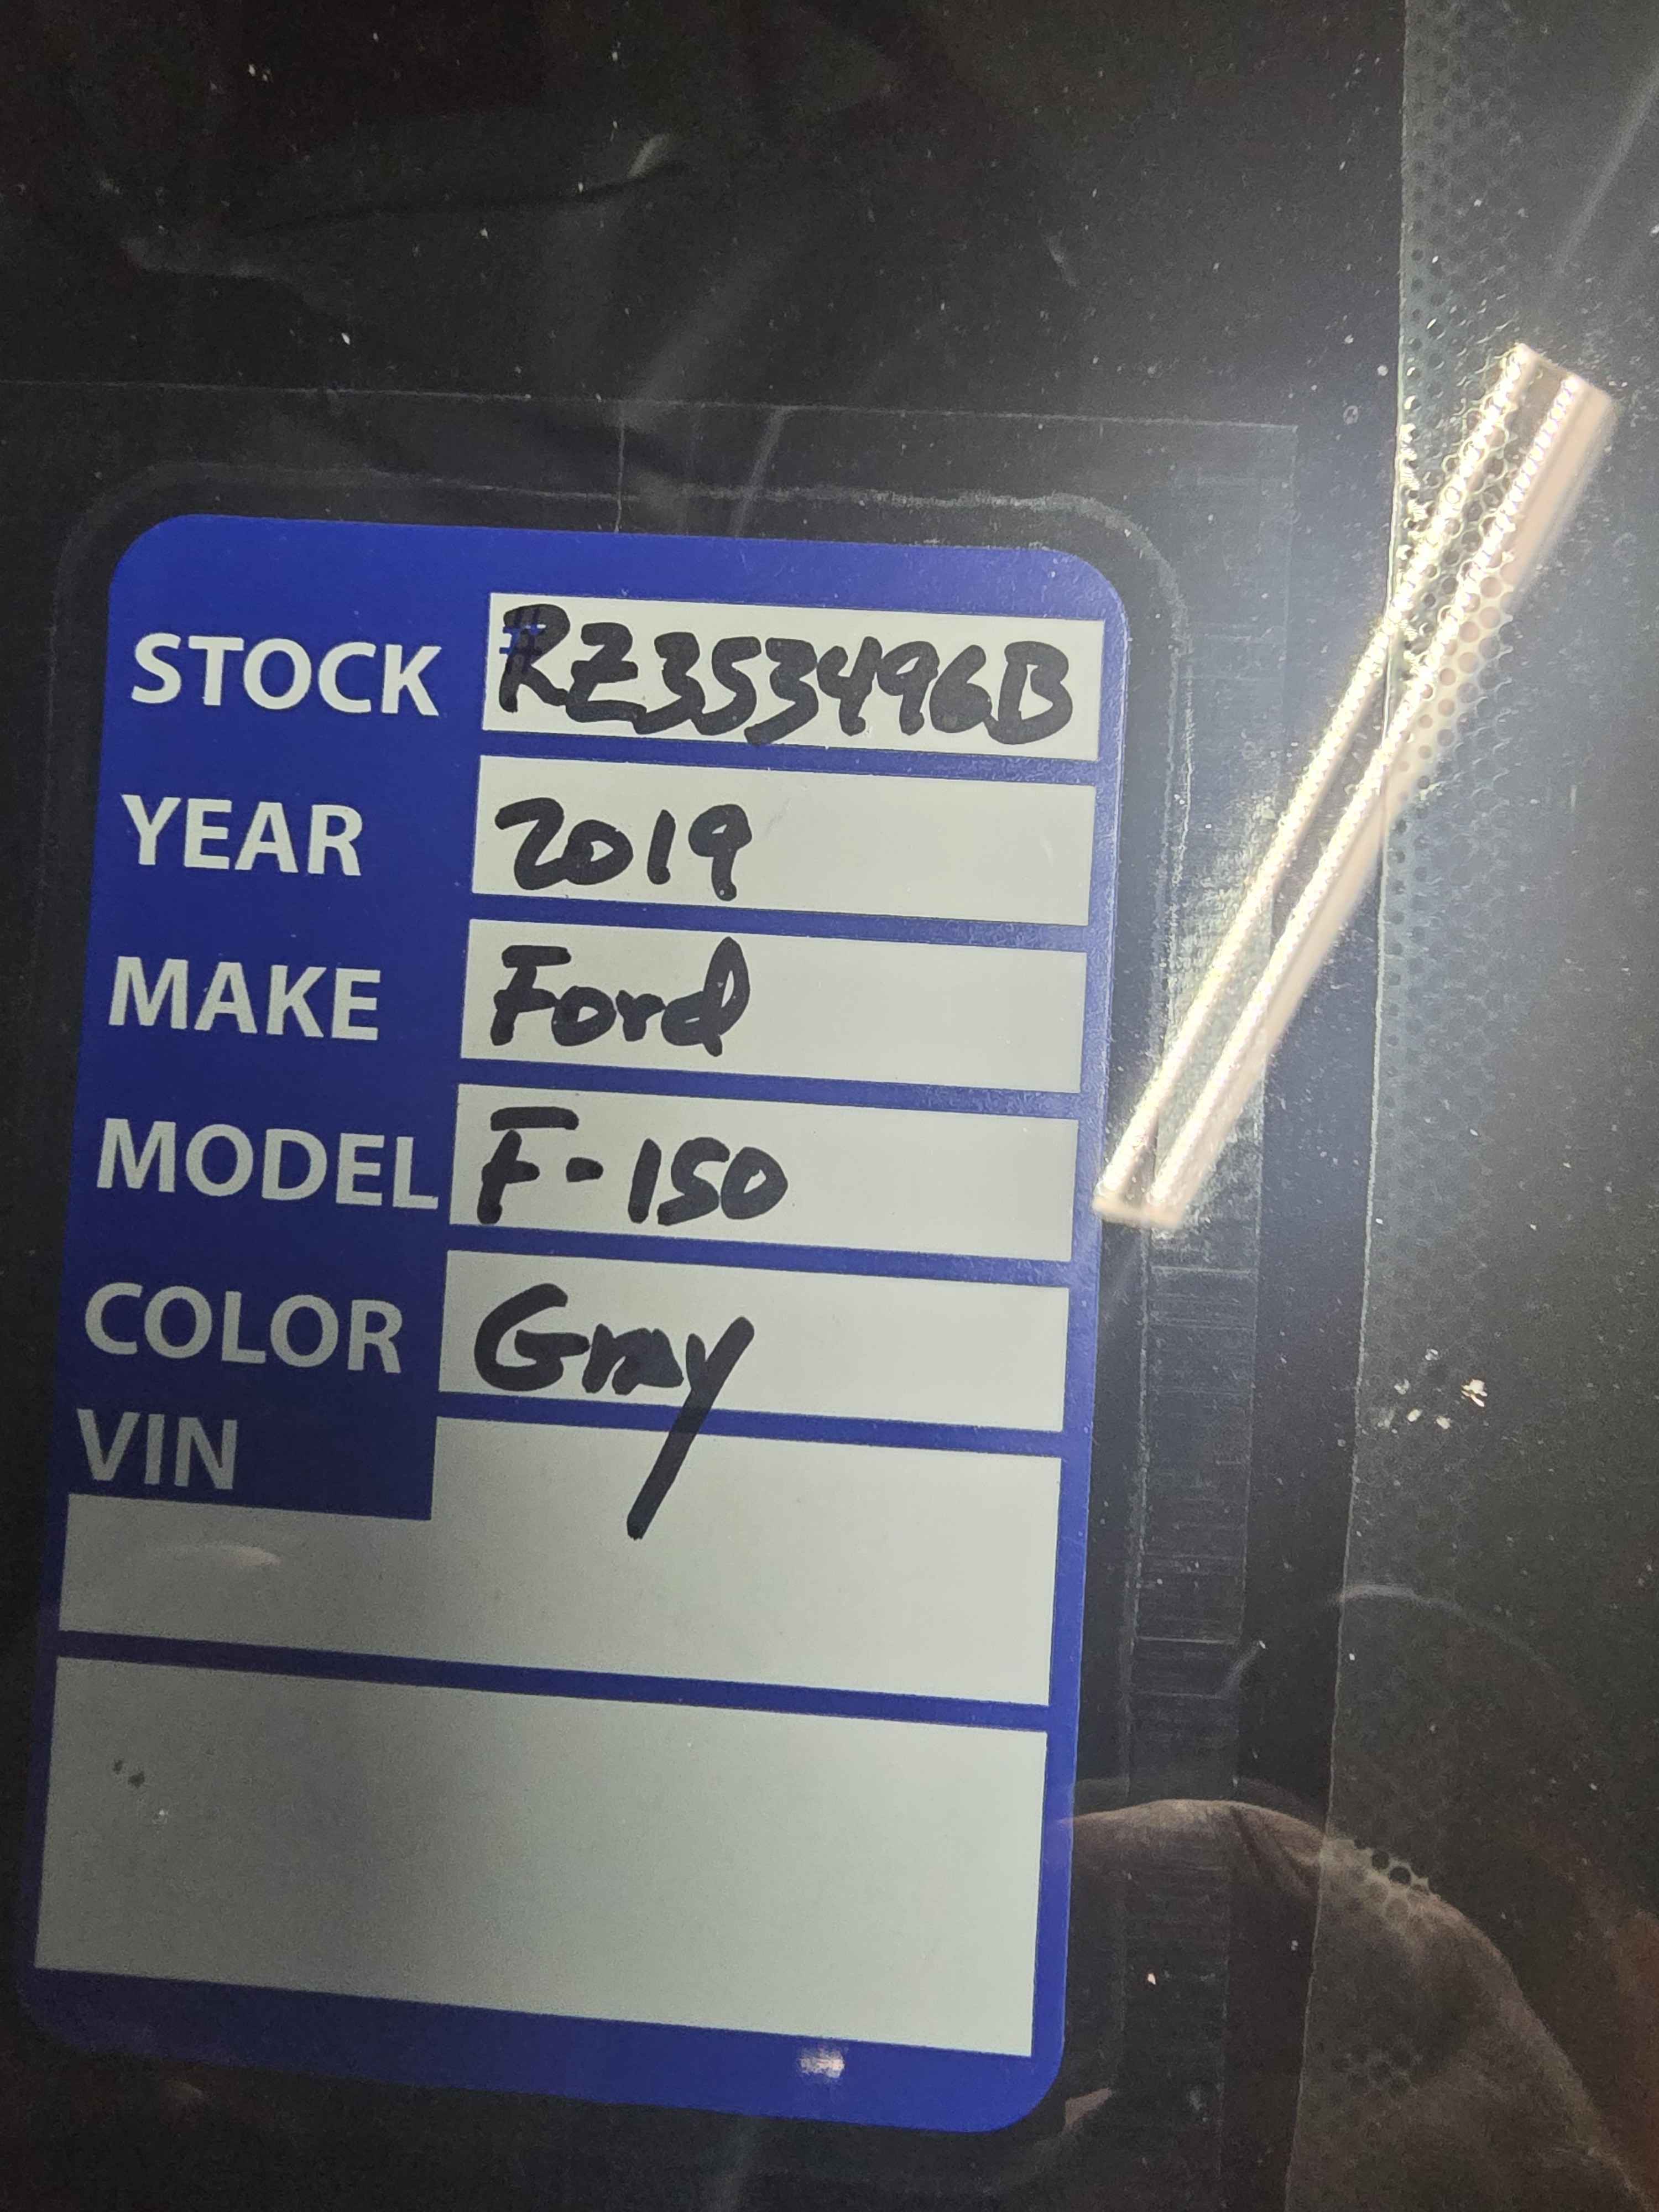 STOCK # RZ353496B
YEAR 2019
MAKE Ford
MODEL F-150
COLOR Gray
VIN